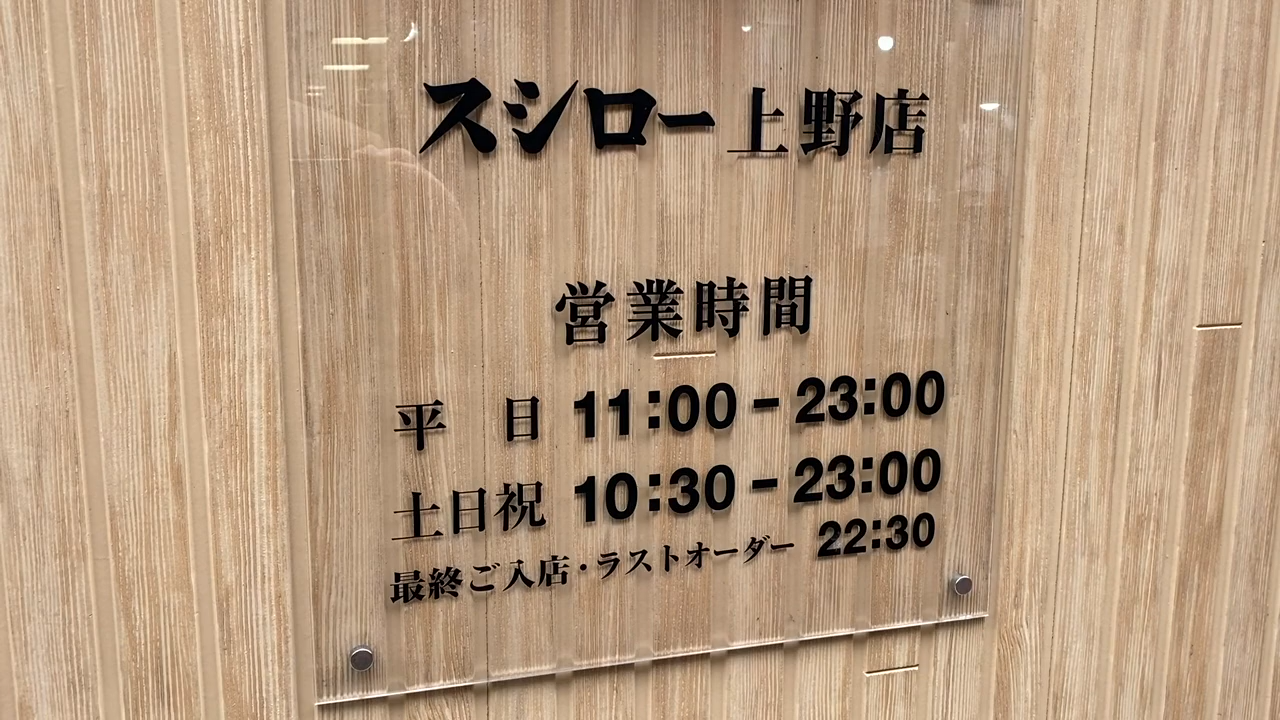 スシロー上野店
営業時間
平日 11:00-23:00
土日祝 10:30-23:00
最終ご入店・ラストオーダー 22:30